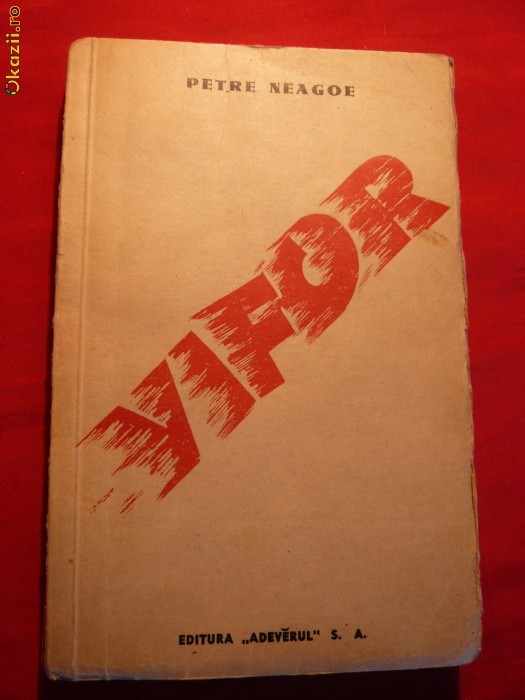 Okazii.ro
PETRE NEAGOE
VIFOR
EDITURA „ADEVĔRUL" S. A.